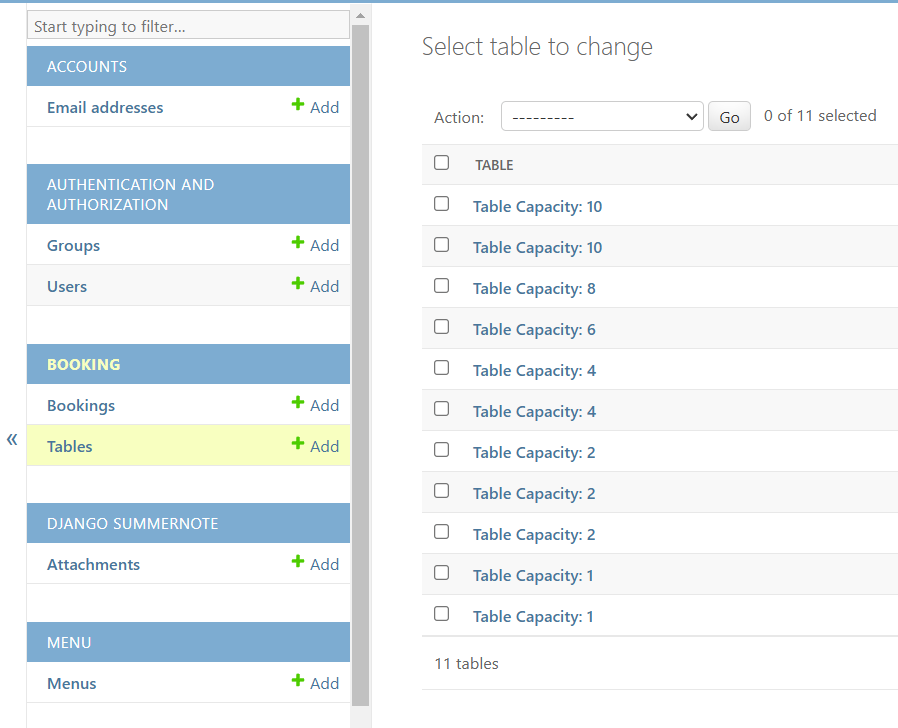 Start typing to filter...
ACCOUNTS
Email addresses + Add
AUTHENTICATION AND
AUTHORIZATION
Groups + Add
Users + Add
BOOKING
Bookings + Add
Tables + Add
DJANGO SUMMERNOTE
Attachments + Add
MENU
Menus + Add
«
Select table to change
Action: --------- Go 0 of 11 selected
TABLE
Table Capacity: 10
Table Capacity: 10
Table Capacity: 8
Table Capacity: 6
Table Capacity: 4
Table Capacity: 4
Table Capacity: 2
Table Capacity: 2
Table Capacity: 2
Table Capacity: 1
Table Capacity: 1
11 tables